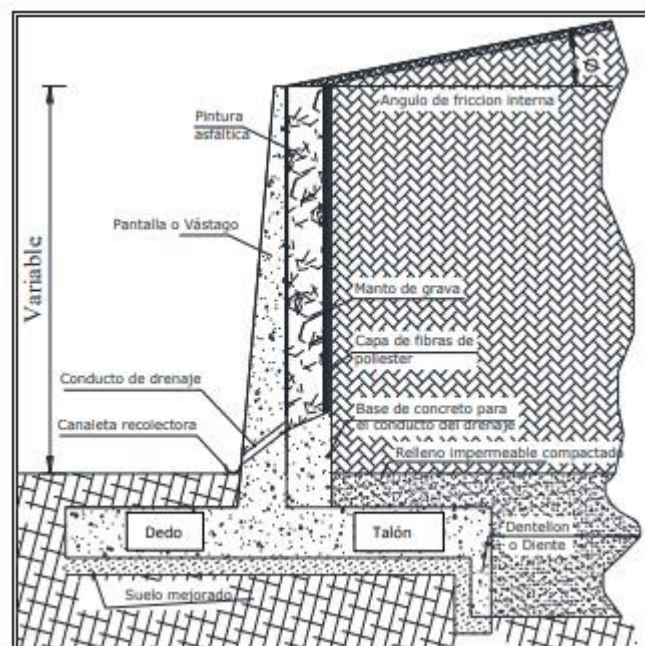 Ø
Angulo de friccion interna
Pintura
asfáltica
Pantalla o Vástago
Variable
Manto de grava
Capa de fibras de
poliester
Conducto de drenaje
Base de concreto para
el conducto del drenaje
Canaleta recolectora
Relleno impermeable compactado
Dedo
Talón
Dentellon
o Diente
Suelo mejorado